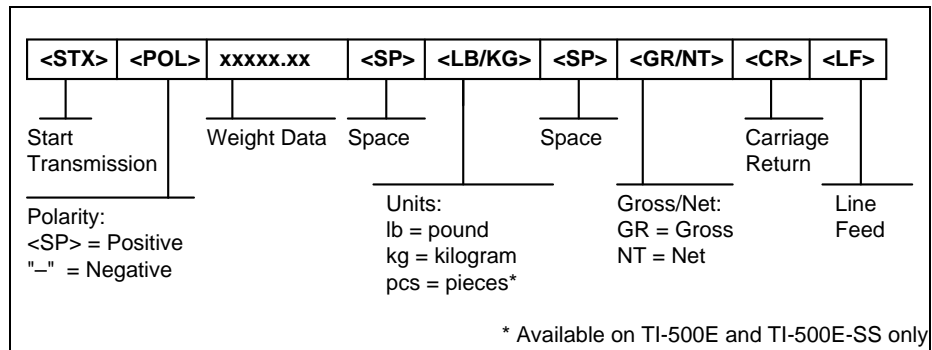 <STX> <POL> xxxxx.xx <SP> <LB/KG> <SP> <GR/NT> <CR> <LF>
Start
Transmission
Weight Data
Space
Space
Carriage
Return
Polarity:
<SP> = Positive
"–" = Negative
Units:
lb = pound
kg = kilogram
pcs = pieces*
Gross/Net:
GR = Gross
NT = Net
Line
Feed
* Available on TI-500E and TI-500E-SS only